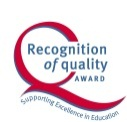 Recognition
of quality
AWARD
Supporting Excellence in Education